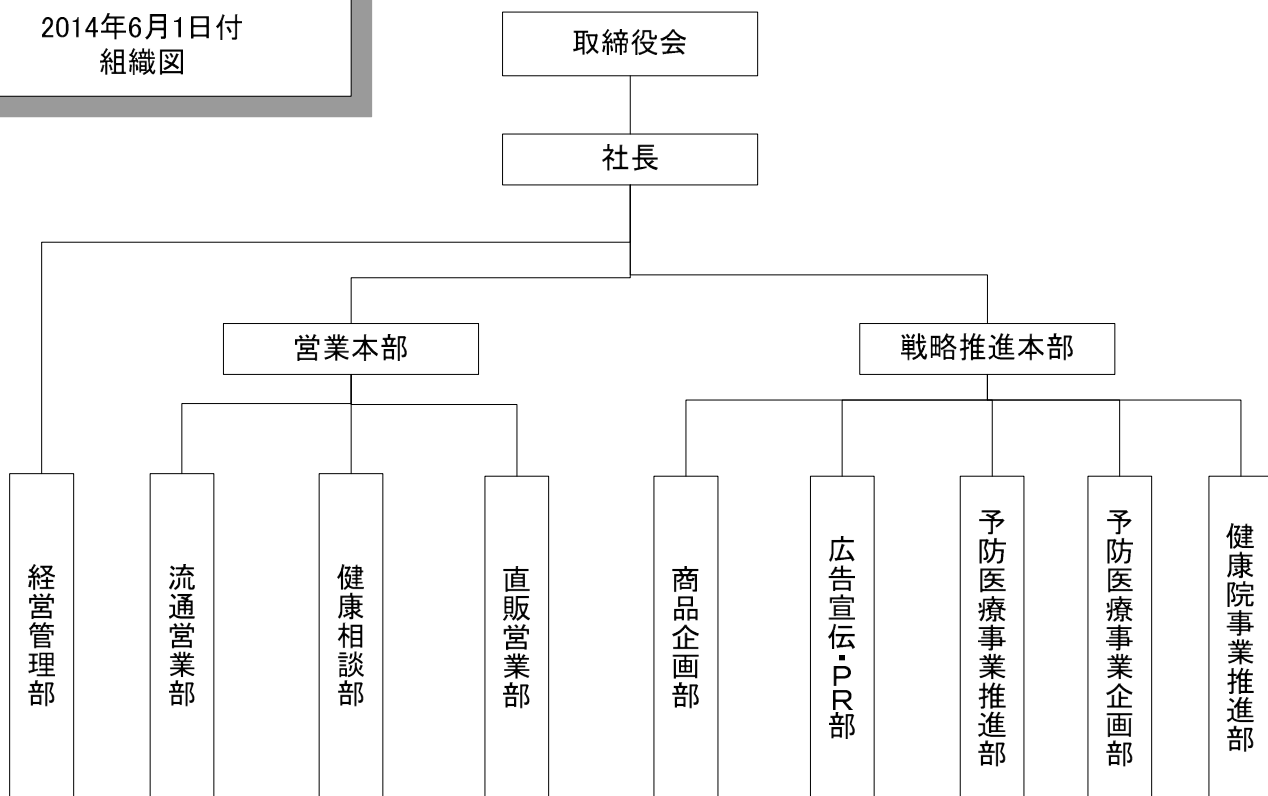 2014年6月1日付
組織図
取締役会
社長
営業本部
戦略推進本部
経営管理部
流通営業部
健康相談部
直販営業部
商品企画部
広告宣伝・PR部
予防医療事業推進部
予防医療事業企画部
健康院事業推進部